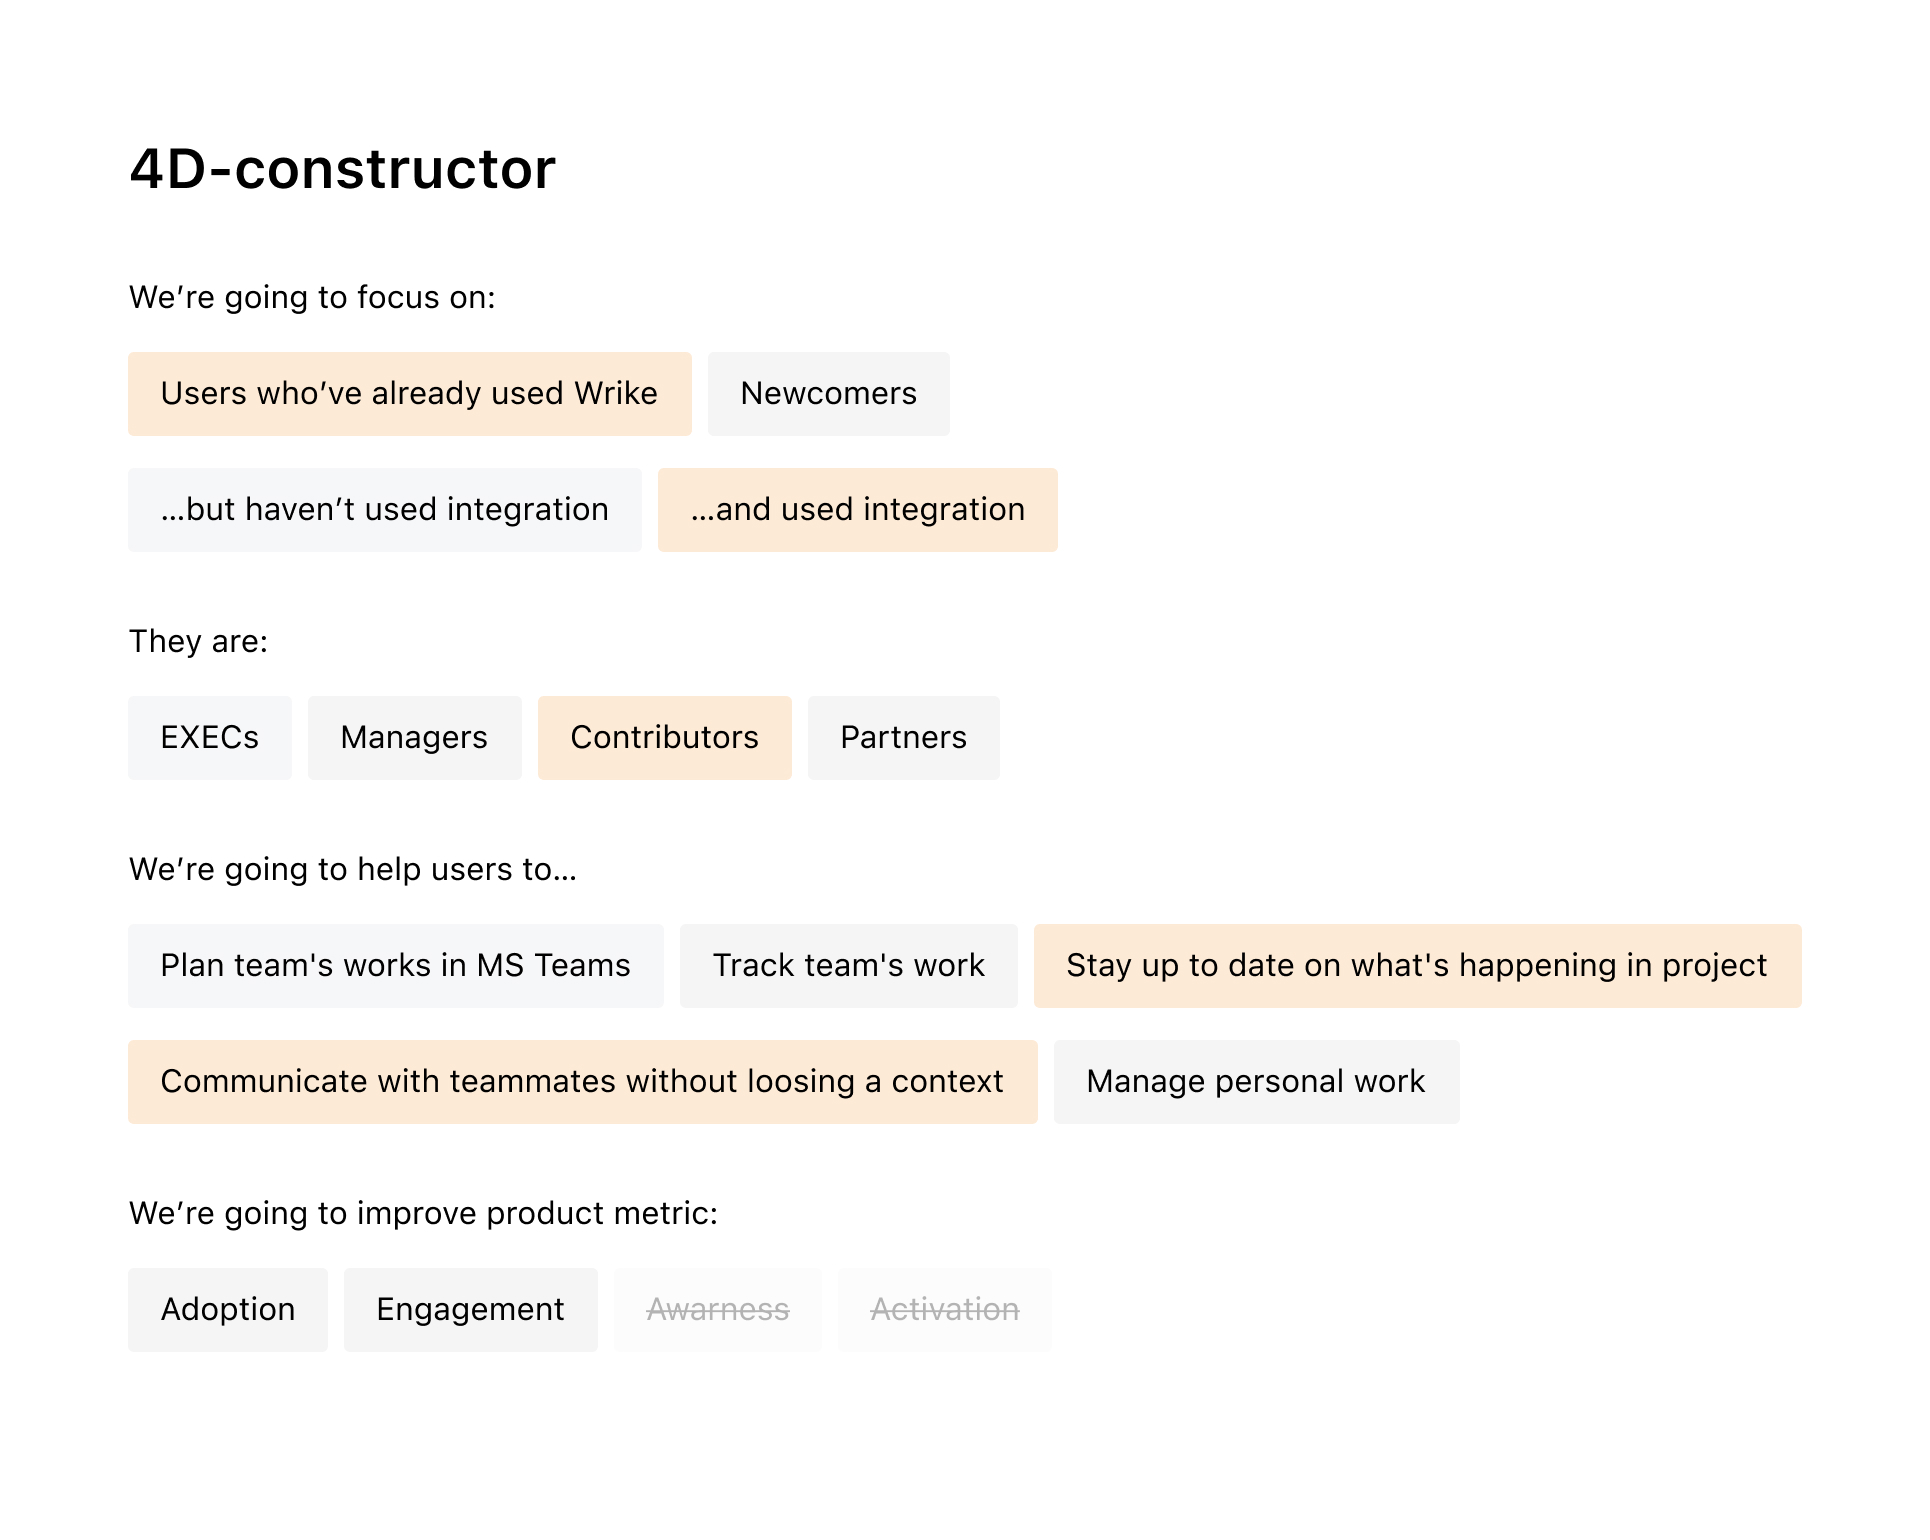 4D-constructor
We’re going to focus on:
Users who’ve already used Wrike Newcomers
...but haven’t used integration ...and used integration
They are:
EXECs Managers Contributors Partners
We’re going to help users to...
Plan team's works in MS Teams Track team's work Stay up to date on what's happening in project
Communicate with teammates without loosing a context Manage personal work
We’re going to improve product metric:
Adoption Engagement Awarness Activation